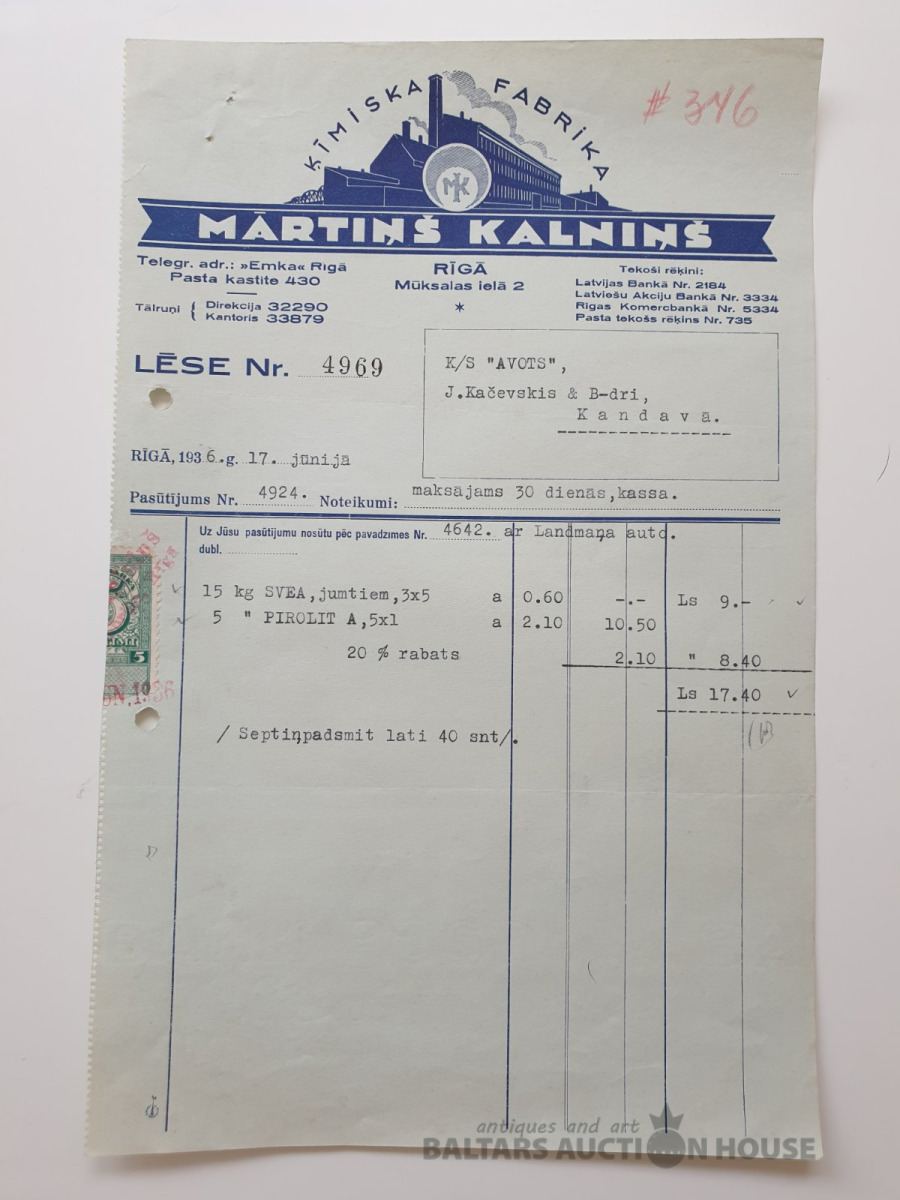 # 346
ĶĪMISKA FABRIKA
MK
MĀRTIŅŠ KALNIŅŠ
Telegr. adr.: »Emka« Rīgā
Pasta kastīte 430
Tālruņi { Direkcija 32290
Kantoris 33879
RĪGĀ
Mūksalas ielā 2
*
Tekoši rēķini:
Latvijas Bankā Nr. 2184
Latviešu Akciju Bankā Nr. 3334
Rīgas Komercbankā Nr. 5334
Pasta tekošs rēķins Nr. 735
LĒSE Nr. 4969
K/S "AVOTS",
J.Kačevskis & B-dri,
Kandavā.
RĪGĀ, 1936.g. 17. jūnijā
Pasūtījums Nr. 4924. Noteikumi: maksājams 30 dienās,kassa.
Uz Jūsu pasūtījumu nosūtu pēc pavadzīmes Nr. 4642. ar Landmaņa auto.
dubl.
15 kg SVEA,jumtiem,3x5 a 0.60 -.- Ls 9.-
5 " PIROLIT A,5x1 a 2.10 10.50
20 % rabats 2.10 " 8.40
Ls 17.40
/ Septiņpadsmit lati 40 snt/.
5
1936
antiques and art
BALTARS AUCTION HOUSE